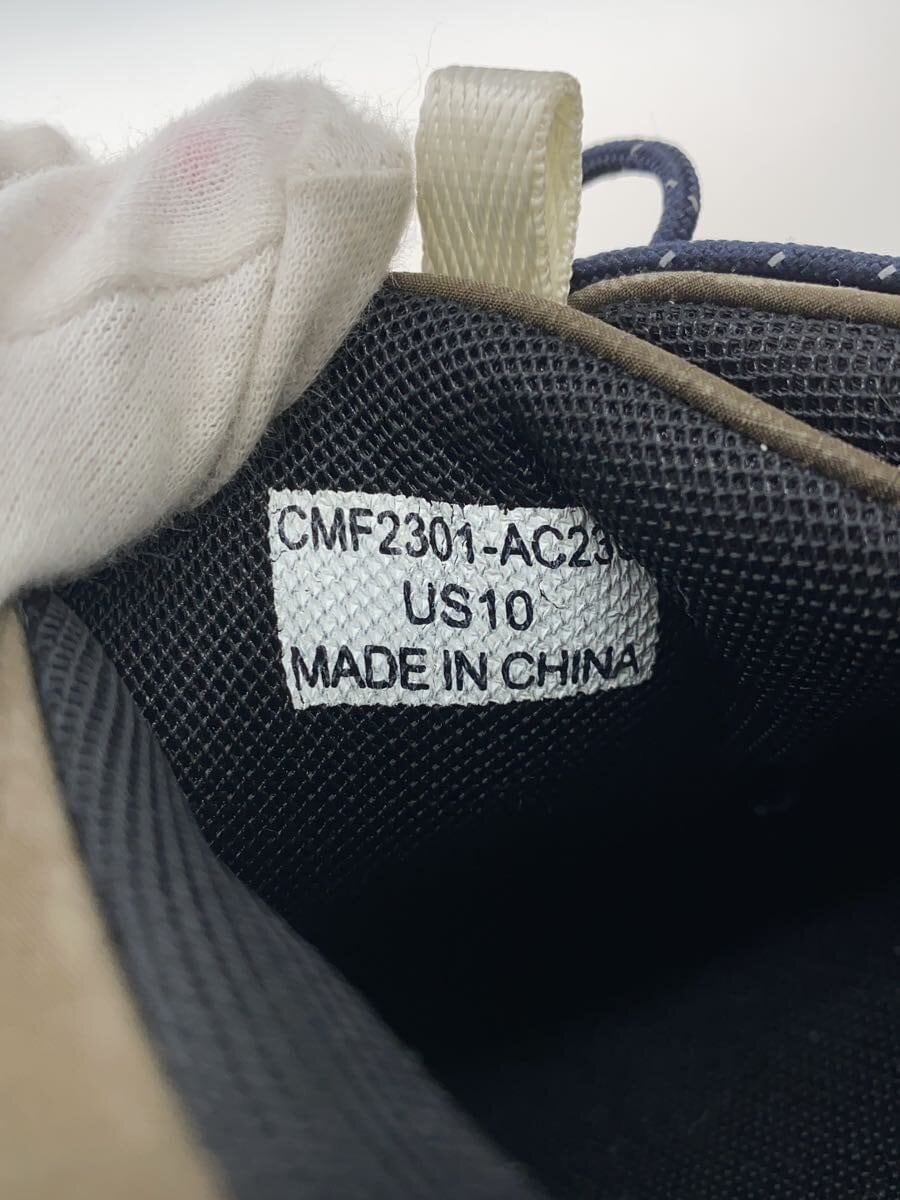 CMF2301-AC23
US10
MADE IN CHINA